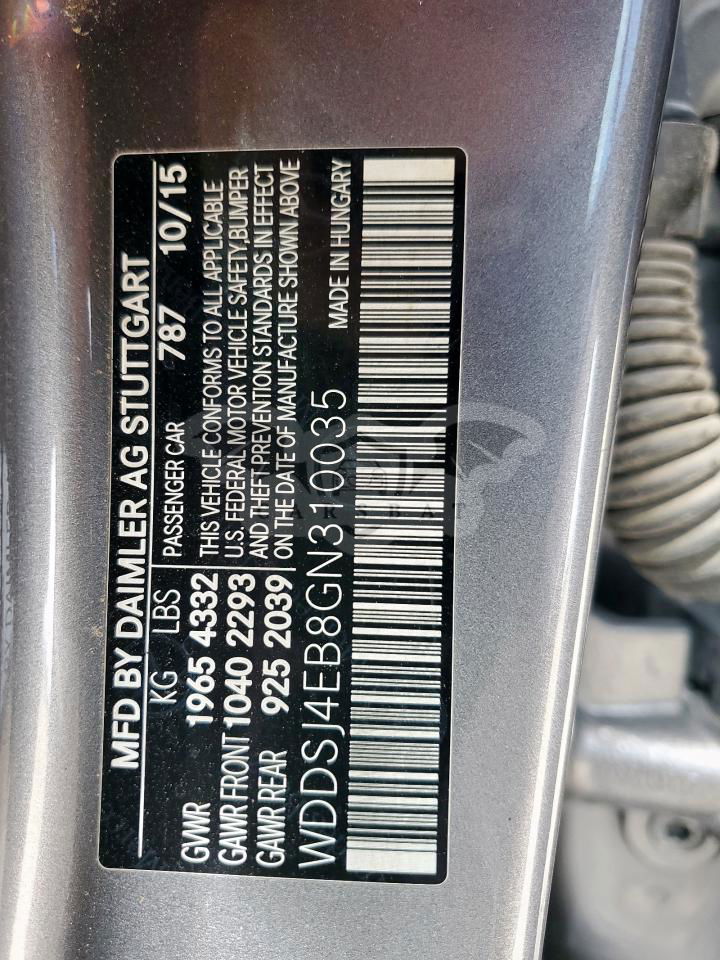 MFD BY DAIMLER AG STUTTGART
KG LBS PASSENGER CAR 787 10/15
GVWR 1965 4332 THIS VEHICLE CONFORMS TO ALL APPLICABLE
GAWR FRONT 1040 2293 U.S. FEDERAL MOTOR VEHICLE SAFETY, BUMPER
GAWR REAR 925 2039 AND THEFT PREVENTION STANDARDS IN EFFECT
ON THE DATE OF MANUFACTURE SHOWN ABOVE
WDDSJ4EB8GN310035 MADE IN HUNGARY